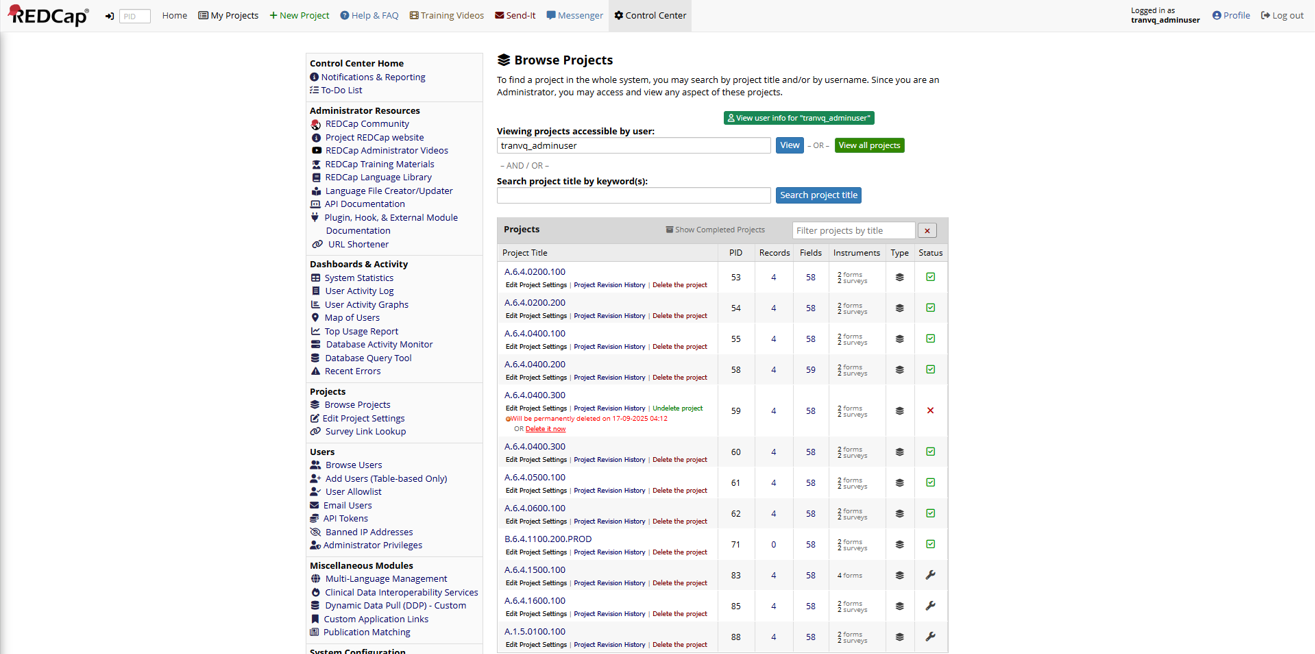 REDCap
PID
Home
My Projects
New Project
Help & FAQ
Training Videos
Send-It
Messenger
Control Center
Logged in as
tranvq_adminuser
Profile
Log out
Control Center Home
Notifications & Reporting
To-Do List
Administrator Resources
REDCap Community
Project REDCap website
REDCap Administrator Videos
REDCap Training Materials
REDCap Language Library
Language File Creator/Updater
API Documentation
Plugin, Hook, & External Module
Documentation
URL Shortener
Dashboards & Activity
System Statistics
User Activity Log
User Activity Graphs
Map of Users
Top Usage Report
Database Activity Monitor
Database Query Tool
Recent Errors
Projects
Browse Projects
Edit Project Settings
Survey Link Lookup
Users
Browse Users
Add Users (Table-based Only)
User Allowlist
Email Users
API Tokens
Banned IP Addresses
Administrator Privileges
Miscellaneous Modules
Multi-Language Management
Clinical Data Interoperability Services
Dynamic Data Pull (DDP) - Custom
Custom Application Links
Publication Matching
System Configuration
Browse Projects
To find a project in the whole system, you may search by project title and/or by username. Since you are an
Administrator, you may access and view any aspect of these projects.
View user info for "tranvq_adminuser"
Viewing projects accessible by user:
tranvq_adminuser View – OR – View all projects
– AND / OR –
Search project title by keyword(s):
Search project title
Projects Show Completed Projects Filter projects by title
Project Title PID Records Fields Instruments Type Status
A.6.4.0200.100
Edit Project Settings | Project Revision History | Delete the project
53 4 58 2 forms
2 surveys
A.6.4.0200.200
Edit Project Settings | Project Revision History | Delete the project
54 4 58 2 forms
2 surveys
A.6.4.0400.100
Edit Project Settings | Project Revision History | Delete the project
55 4 58 2 forms
2 surveys
A.6.4.0400.200
Edit Project Settings | Project Revision History | Delete the project
58 4 59 2 forms
2 surveys
A.6.4.0400.300
Edit Project Settings | Project Revision History | Undelete project
Will be permanently deleted on 17-09-2025 04:12
OR Delete it now
59 4 58 2 forms
2 surveys
A.6.4.0400.300
Edit Project Settings | Project Revision History | Delete the project
60 4 58 2 forms
2 surveys
A.6.4.0500.100
Edit Project Settings | Project Revision History | Delete the project
61 4 58 2 forms
2 surveys
A.6.4.0600.100
Edit Project Settings | Project Revision History | Delete the project
62 4 58 2 forms
2 surveys
B.6.4.1100.200.PROD
Edit Project Settings | Project Revision History | Delete the project
71 0 58 2 forms
2 surveys
A.6.4.1500.100
Edit Project Settings | Project Revision History | Delete the project
83 4 58 4 forms
A.6.4.1600.100
Edit Project Settings | Project Revision History | Delete the project
85 4 58 2 forms
2 surveys
A.1.5.0100.100
Edit Project Settings | Project Revision History | Delete the project
88 4 58 2 forms
2 surveys